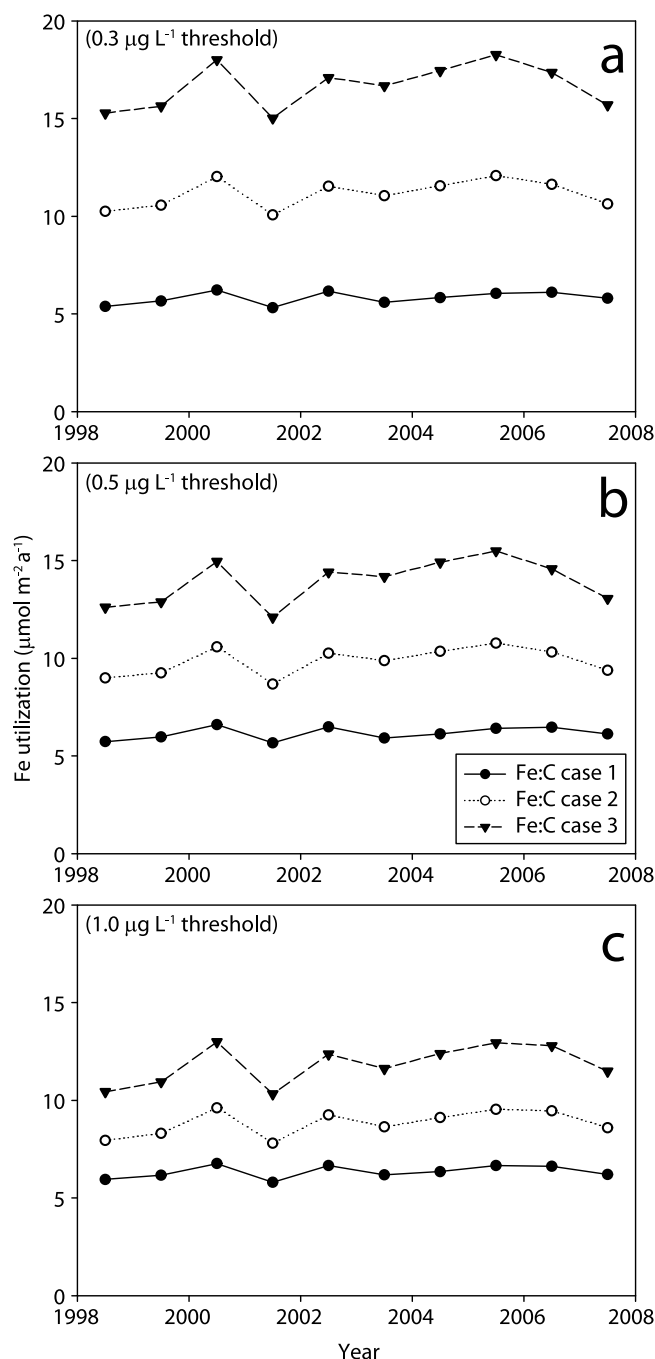 (0.3 µg L⁻¹ threshold)
a
20
15
10
5
0
1998 2000 2002 2004 2006 2008
(0.5 µg L⁻¹ threshold)
b
20
15
10
5
0
Fe utilization (µmol m⁻² a⁻¹)
Fe:C case 1
Fe:C case 2
Fe:C case 3
1998 2000 2002 2004 2006 2008
(1.0 µg L⁻¹ threshold)
c
20
15
10
5
0
1998 2000 2002 2004 2006 2008
Year